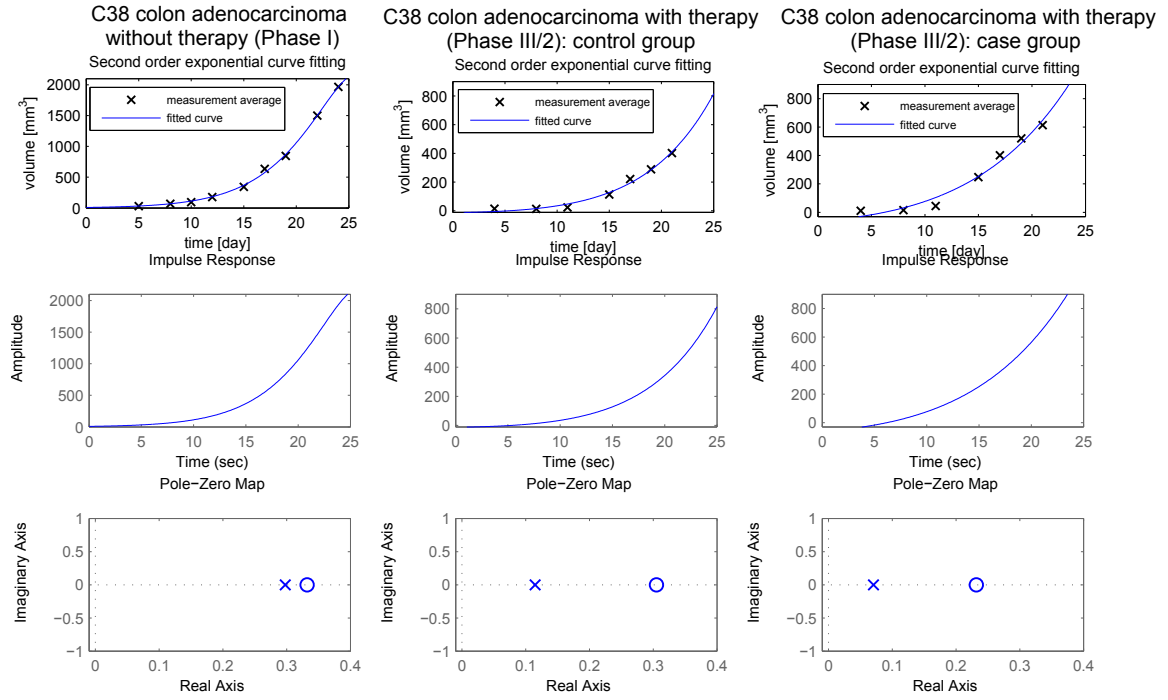 C38 colon adenocarcinoma
without therapy (Phase I)
Second order exponential curve fitting
2000
1500
1000
500
0
volume [mm3]
measurement average
fitted curve
0 5 10 15 20 25
time [day]
Impulse Response
2000
1500
1000
500
0
Amplitude
0 5 10 15 20 25
Time (sec)
Pole−Zero Map
1
0.5
0
−0.5
−1
Imaginary Axis
0 0.1 0.2 0.3 0.4
Real Axis
C38 colon adenocarcinoma with therapy
(Phase III/2): control group
Second order exponential curve fitting
800
600
400
200
0
volume [mm3]
measurement average
fitted curve
0 5 10 15 20 25
time [day]
Impulse Response
800
600
400
200
0
Amplitude
0 5 10 15 20 25
Time (sec)
Pole−Zero Map
1
0.5
0
−0.5
−1
Imaginary Axis
0 0.1 0.2 0.3 0.4
Real Axis
C38 colon adenocarcinoma with therapy
(Phase III/2): case group
Second order exponential curve fitting
800
600
400
200
0
volume [mm3]
measurement average
fitted curve
0 5 10 15 20 25
time [day]
Impulse Response
800
600
400
200
0
Amplitude
0 5 10 15 20 25
Time (sec)
Pole−Zero Map
1
0.5
0
−0.5
−1
Imaginary Axis
0 0.1 0.2 0.3 0.4
Real Axis